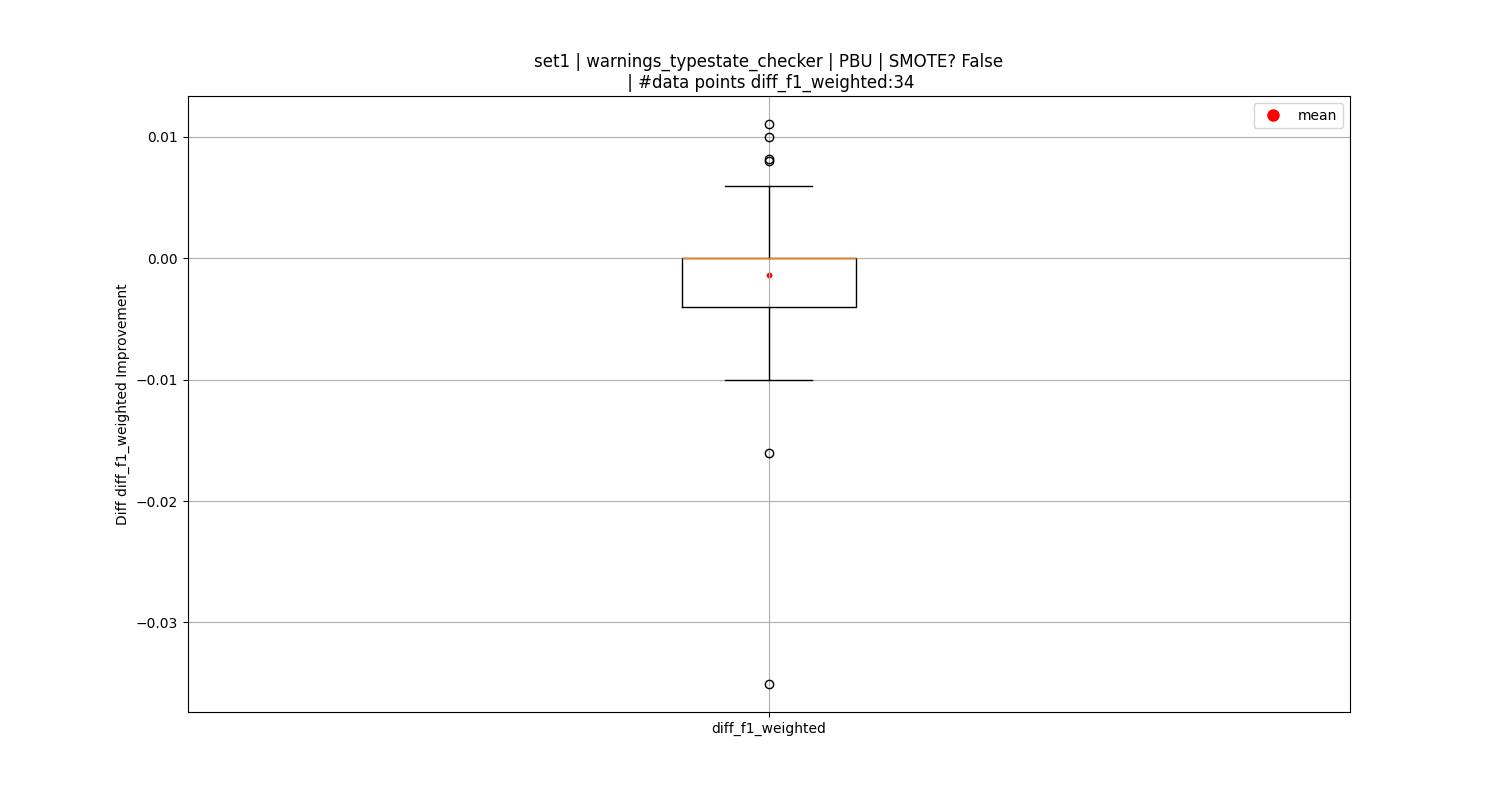 set1 | warnings_typestate_checker | PBU | SMOTE? False
| #data points diff_f1_weighted:34
mean
0.01
0.00
−0.01
−0.02
−0.03
Diff diff_f1_weighted Improvement
diff_f1_weighted